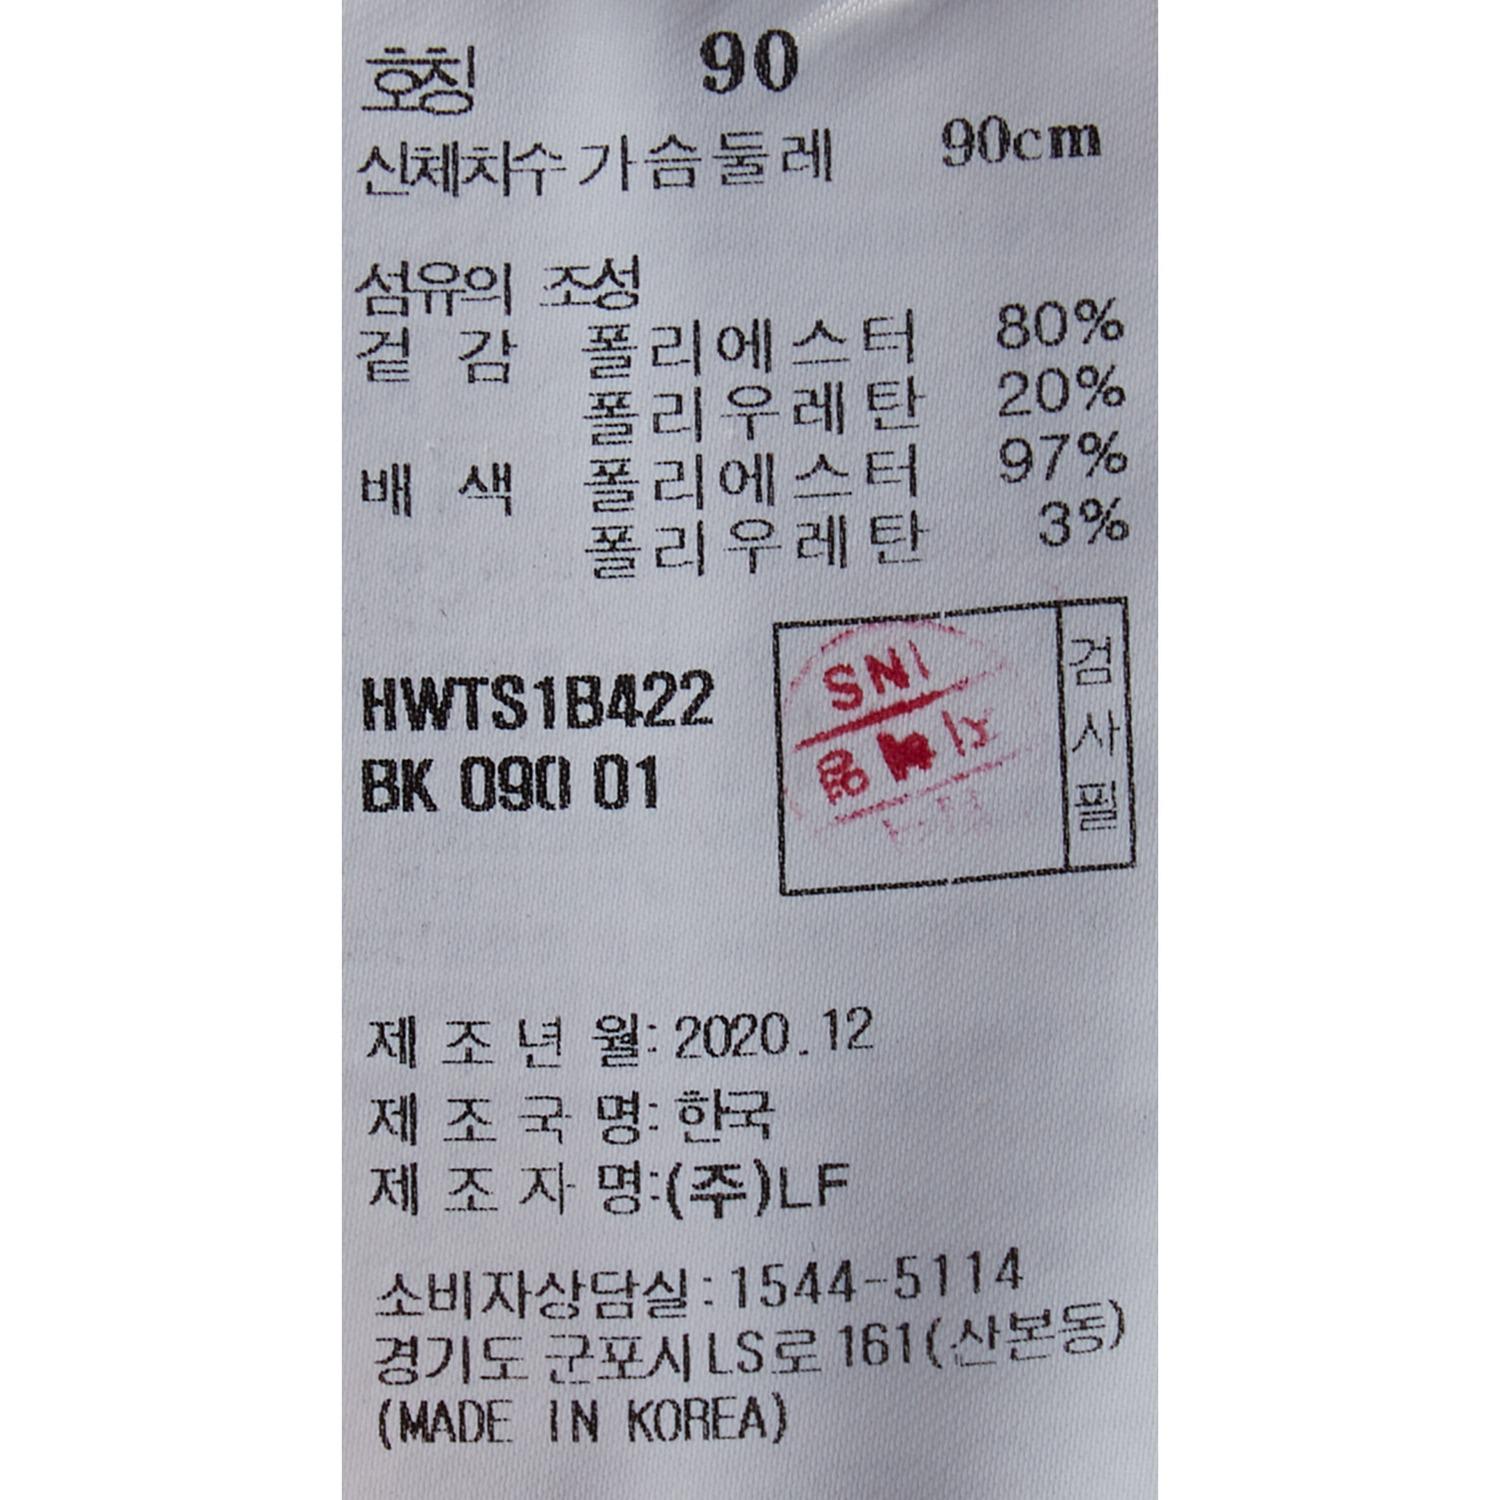 호칭 90
신체치수 가슴둘레 90cm
섬유의 조성
겉 감 폴리에스터 80%
폴리우레탄 20%
배 색 폴리에스터 97%
폴리우레탄 3%
HWTS1B422
BK 090 01
검사필
제 조 년 월: 2020.12
제 조 국 명: 한국
제 조 자 명:(주)LF
소비자상담실:1544-5114
경기도 군포시 LS로 161(산본동)
(MADE IN KOREA)